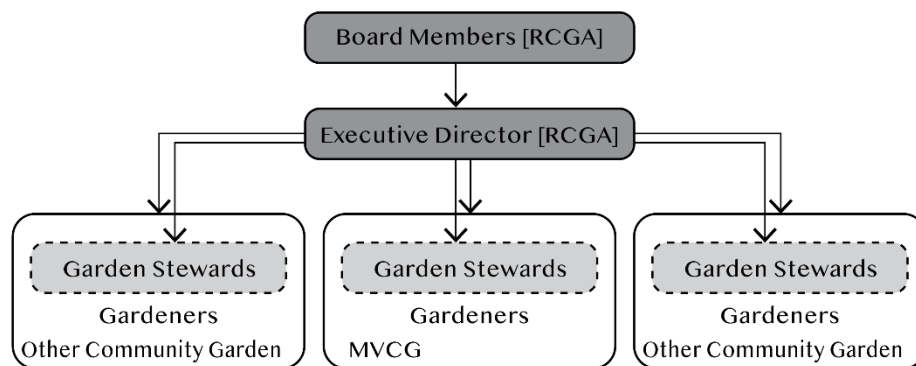 Board Members [RCGA]
Executive Director [RCGA]
Garden Stewards
Gardeners
Other Community Garden
Garden Stewards
Gardeners
MVCG
Garden Stewards
Gardeners
Other Community Garden